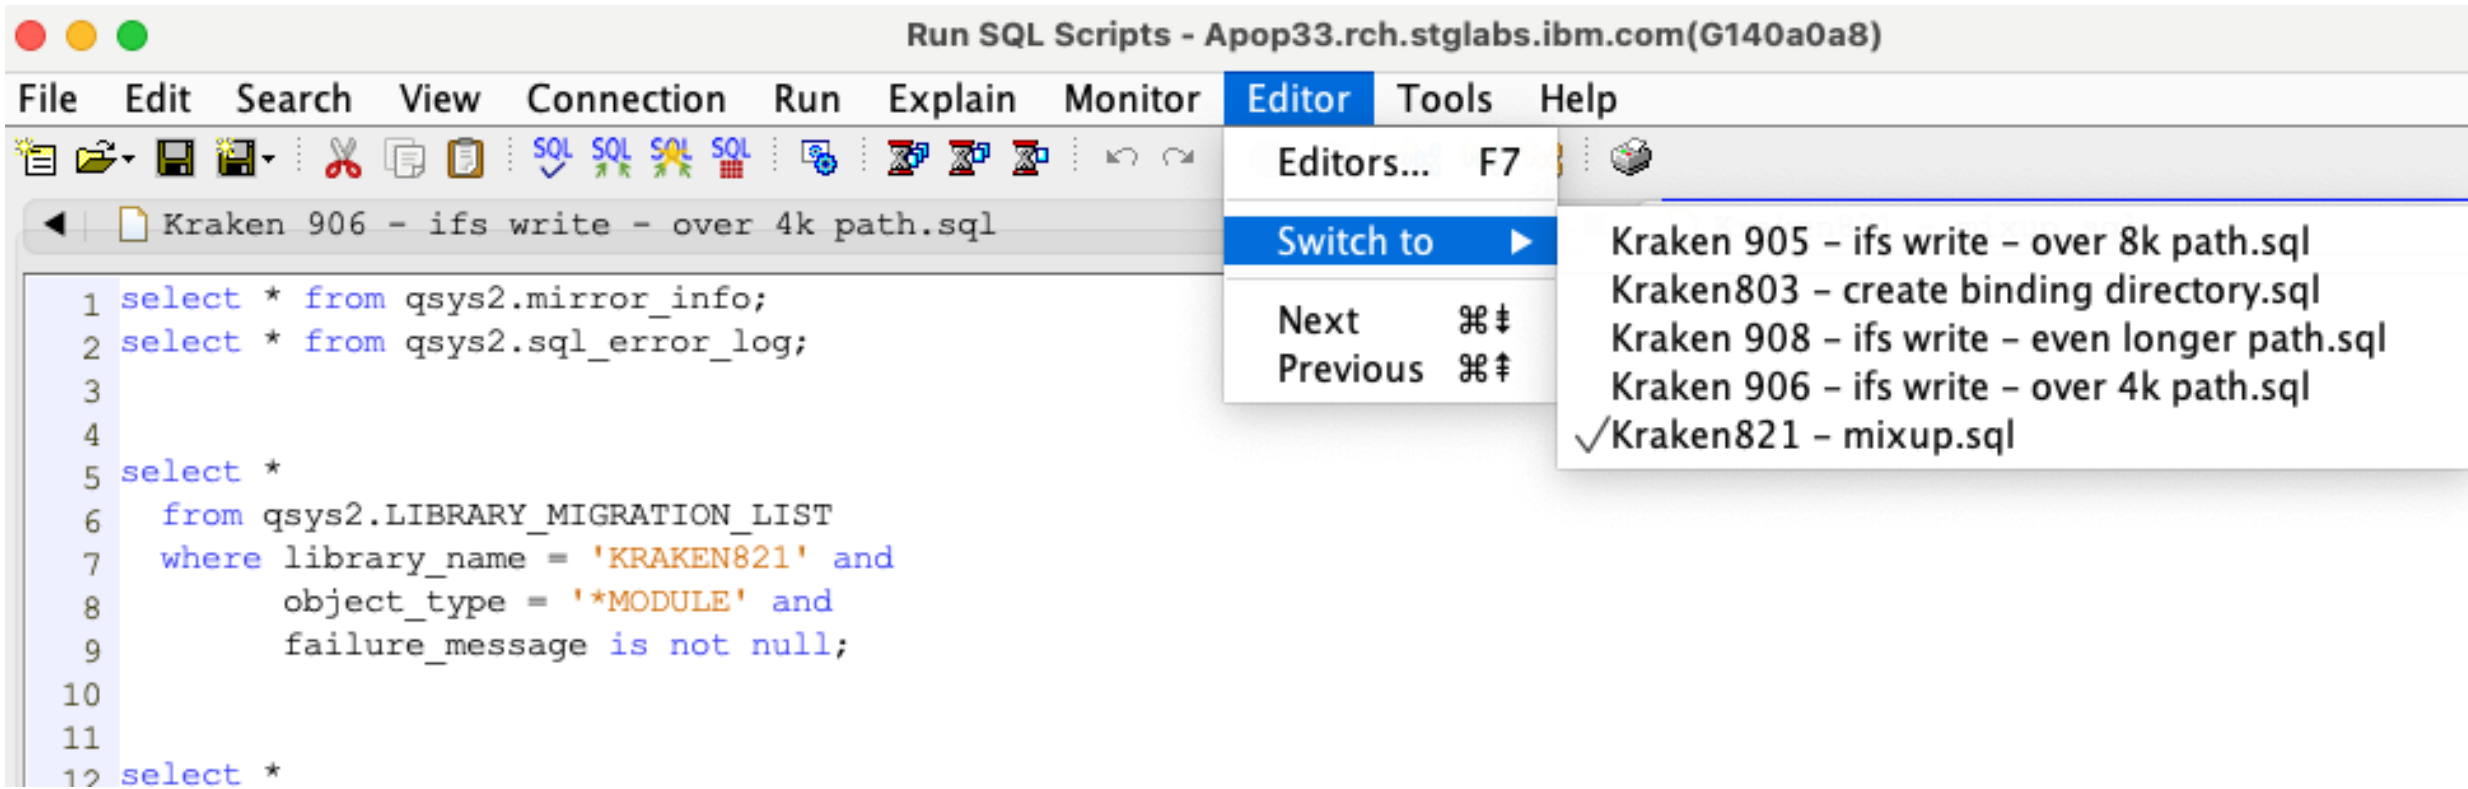 Run SQL Scripts - Apop33.rch.stglabs.ibm.com(G140a0a8)
File Edit Search View Connection Run Explain Monitor Editor Tools Help
SQL SQL SQL SQL
Editors... F7
Switch to
Next ⌘⇟
Previous ⌘⇞
Kraken 905 – ifs write – over 8k path.sql
Kraken803 – create binding directory.sql
Kraken 908 – ifs write – even longer path.sql
Kraken 906 – ifs write – over 4k path.sql
✓Kraken821 – mixup.sql
Kraken 906 - ifs write - over 4k path.sql
1 select * from qsys2.mirror_info;
2 select * from qsys2.sql_error_log;
3
4
5 select *
6 from qsys2.LIBRARY_MIGRATION_LIST
7 where library_name = 'KRAKEN821' and
8 object_type = '*MODULE' and
9 failure_message is not null;
10
11
12 select *